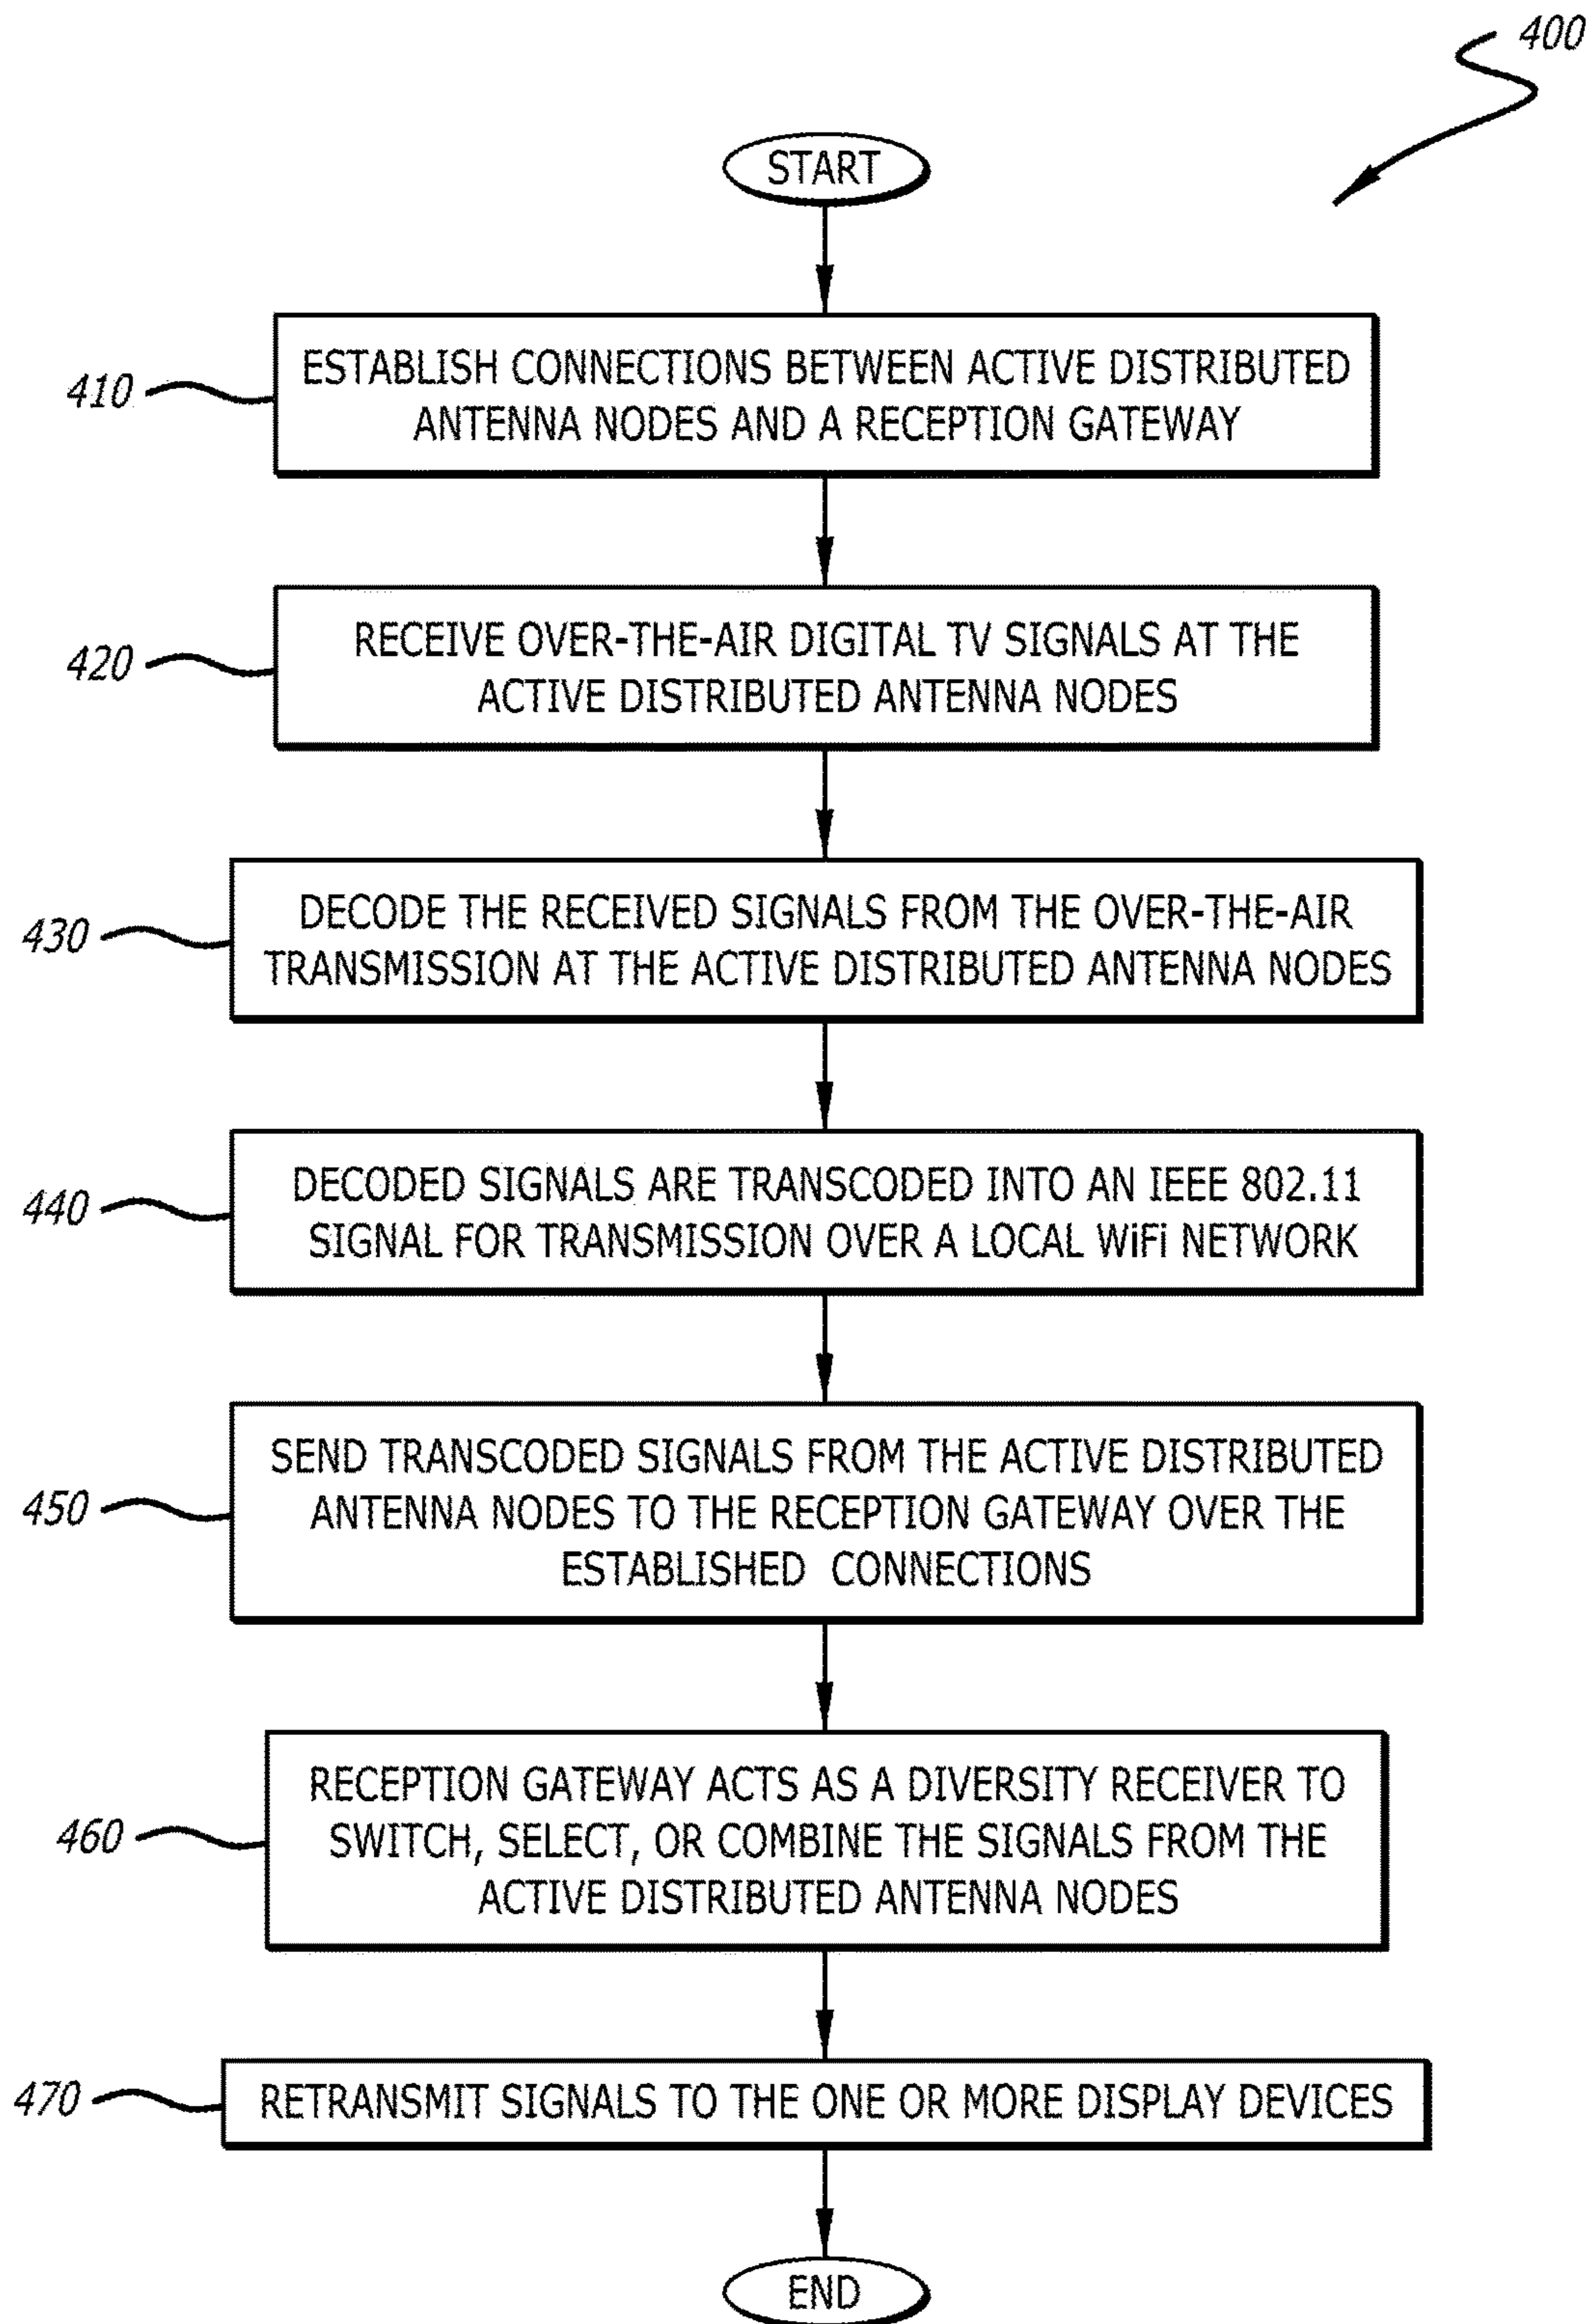 400
START
410
ESTABLISH CONNECTIONS BETWEEN ACTIVE DISTRIBUTED
ANTENNA NODES AND A RECEPTION GATEWAY
420
RECEIVE OVER-THE-AIR DIGITAL TV SIGNALS AT THE
ACTIVE DISTRIBUTED ANTENNA NODES
430
DECODE THE RECEIVED SIGNALS FROM THE OVER-THE-AIR
TRANSMISSION AT THE ACTIVE DISTRIBUTED ANTENNA NODES
440
DECODED SIGNALS ARE TRANSCODED INTO AN IEEE 802.11
SIGNAL FOR TRANSMISSION OVER A LOCAL WiFi NETWORK
450
SEND TRANSCODED SIGNALS FROM THE ACTIVE DISTRIBUTED
ANTENNA NODES TO THE RECEPTION GATEWAY OVER THE
ESTABLISHED CONNECTIONS
460
RECEPTION GATEWAY ACTS AS A DIVERSITY RECEIVER TO
SWITCH, SELECT, OR COMBINE THE SIGNALS FROM THE
ACTIVE DISTRIBUTED ANTENNA NODES
470
RETRANSMIT SIGNALS TO THE ONE OR MORE DISPLAY DEVICES
END